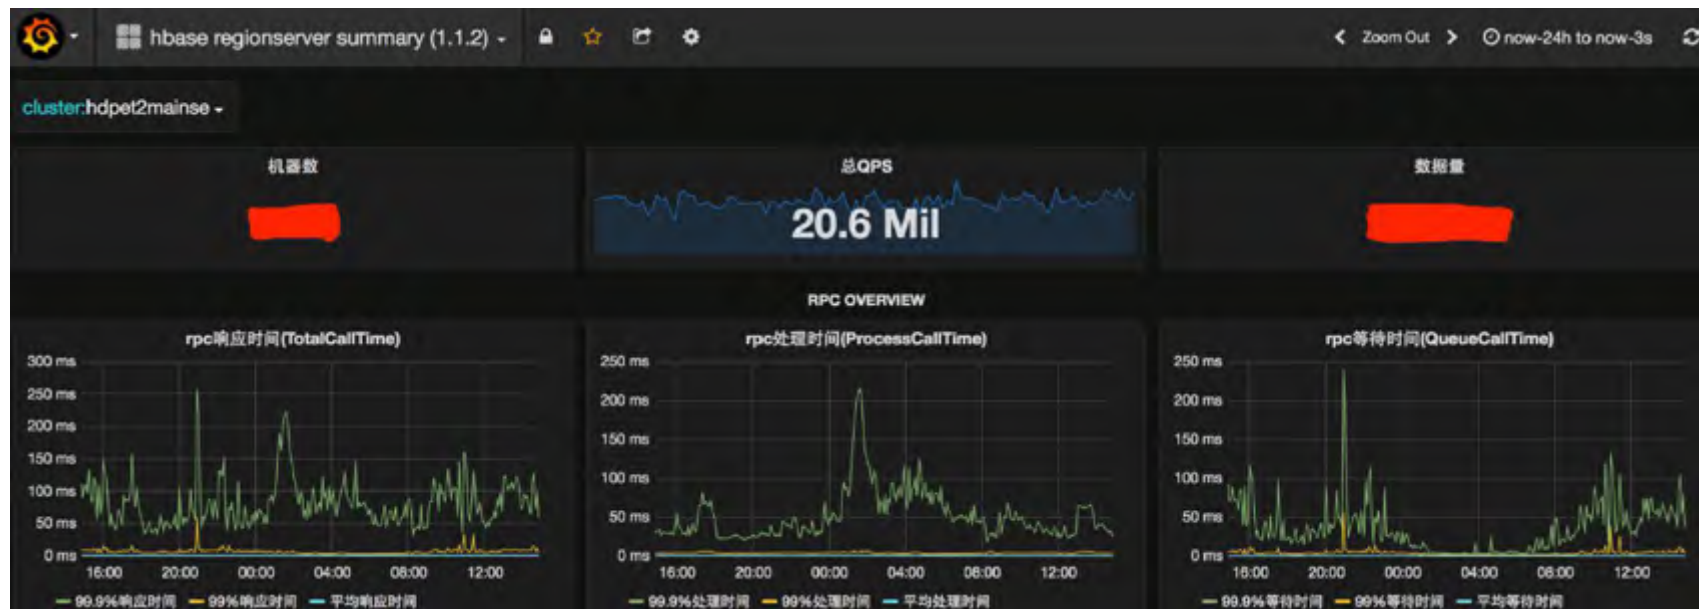 hbase regionserver summary (1.1.2)
Zoom Out
now-24h to now-3s
cluster:hdpet2mainse
机器数
总QPS
数据量
20.6 Mil
RPC OVERVIEW
rpc响应时间(TotalCallTime)
300 ms
250 ms
200 ms
150 ms
100 ms
50 ms
0 ms
16:00 20:00 00:00 04:00 08:00 12:00
99.9%响应时间 99%响应时间 平均响应时间
rpc处理时间(ProcessCallTime)
250 ms
200 ms
150 ms
100 ms
50 ms
0 ms
16:00 20:00 00:00 04:00 08:00 12:00
99.9%处理时间 99%处理时间 平均处理时间
rpc等待时间(QueueCallTime)
250 ms
200 ms
150 ms
100 ms
50 ms
0 ms
16:00 20:00 00:00 04:00 08:00 12:00
99.9%等待时间 99%等待时间 平均等待时间